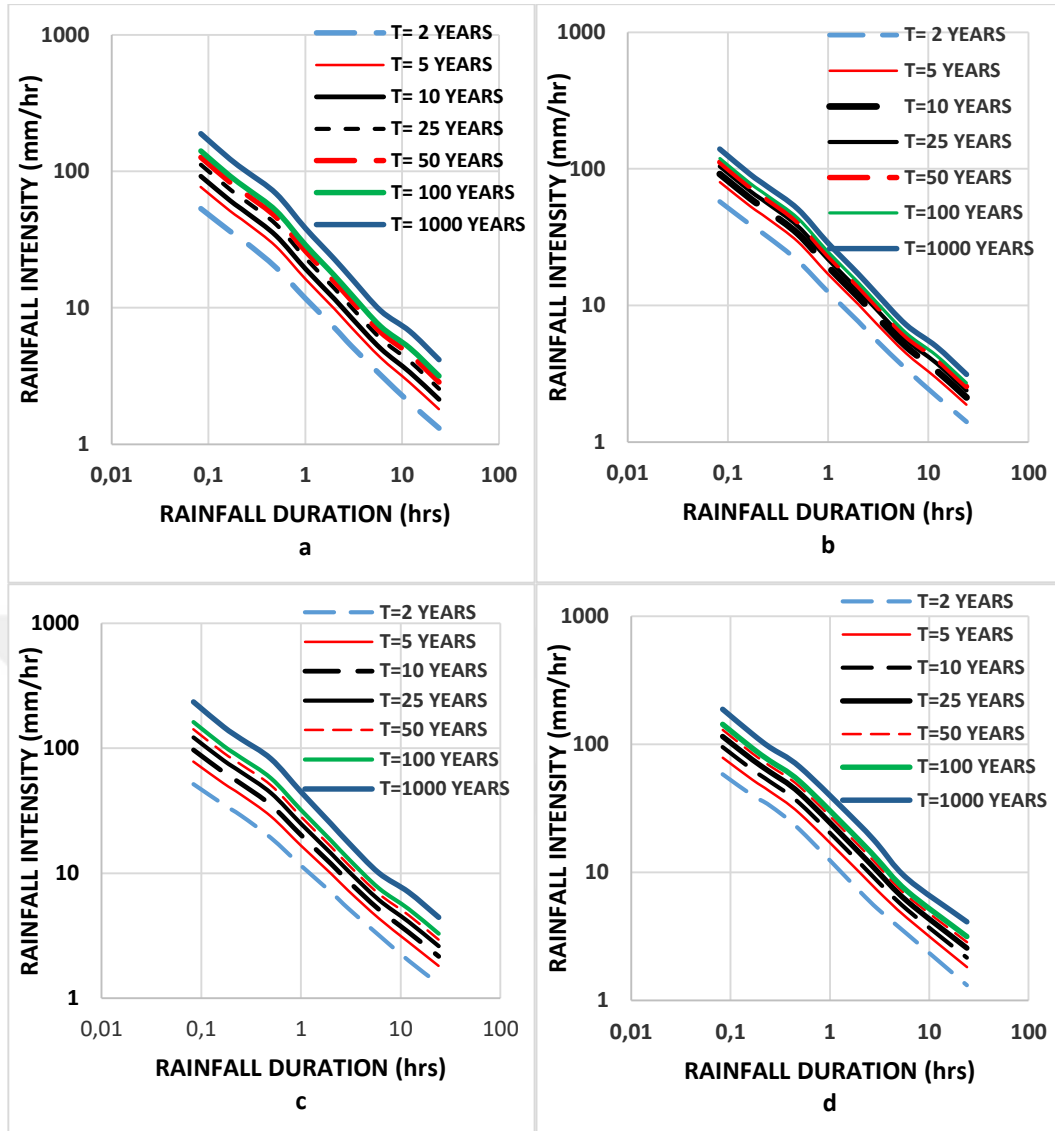 1000
100
10
1
0,01 0,1 1 10 100
RAINFALL INTENSITY (mm/hr)
RAINFALL DURATION (hrs)
T= 2 YEARS
T= 5 YEARS
T= 10 YEARS
T= 25 YEARS
T= 50 YEARS
T= 100 YEARS
T= 1000 YEARS
a
1000
100
10
1
0,01 0,1 1 10 100
RAINFALL INTENSITY (mm/hr)
RAINFALL DURATION (hrs)
T= 2 YEARS
T=5 YEARS
T=10 YEARS
T=25 YEARS
T=50 YEARS
T=100 YEARS
T=1000 YEARS
b
1000
100
10
1
0,01 0,1 1 10 100
RAINFALL INTENSITY (mm/hr)
RAINFALL DURATION (hrs)
T=2 YEARS
T=5 YEARS
T=10 YEARS
T=25 YEARS
T=50 YEARS
T=100 YEARS
T=1000 YEARS
c
1000
100
10
1
0,01 0,1 1 10 100
RAINFALL INTENSITY (mm/hr)
RAINFALL DURATION (hrs)
T=2 YEARS
T=5 YEARS
T=10 YEARS
T=25 YEARS
T=50 YEARS
T=100 YEARS
T=1000 YEARS
d